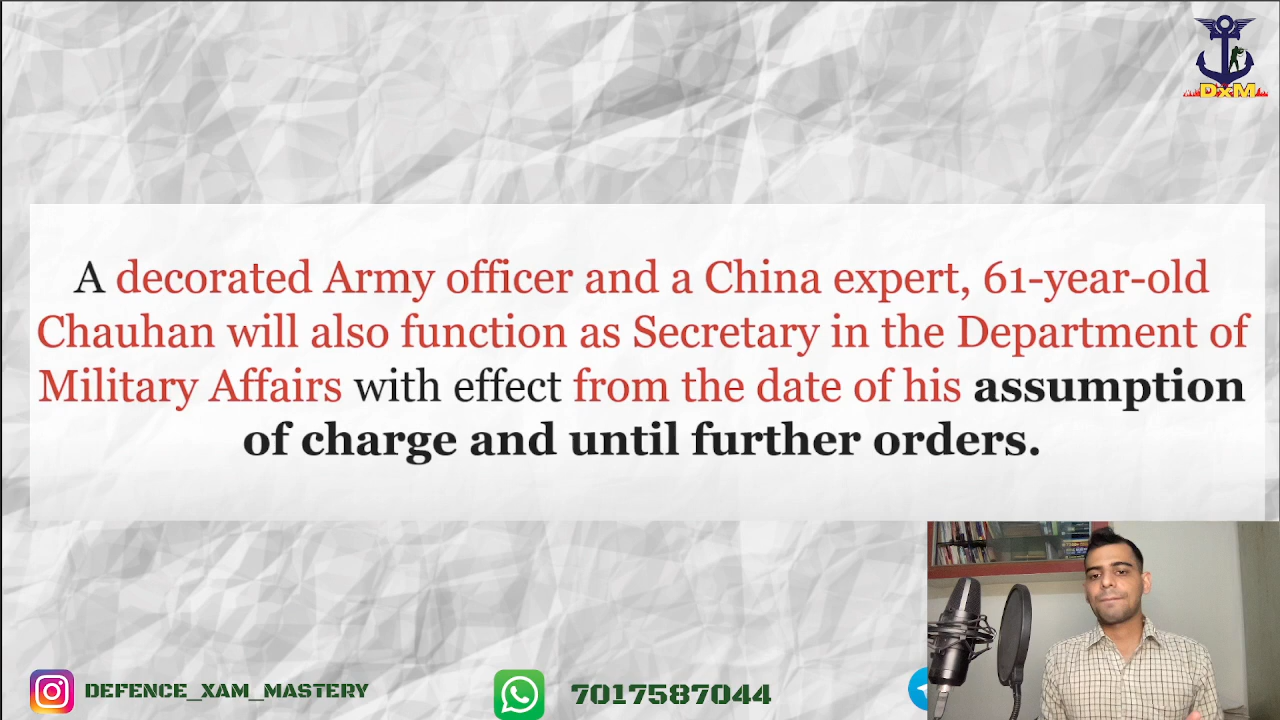 DxM
A decorated Army officer and a China expert, 61-year-old
Chauhan will also function as Secretary in the Department of
Military Affairs with effect from the date of his assumption
of charge and until further orders.
DEFENCE_XAM_MASTERY
7017587044